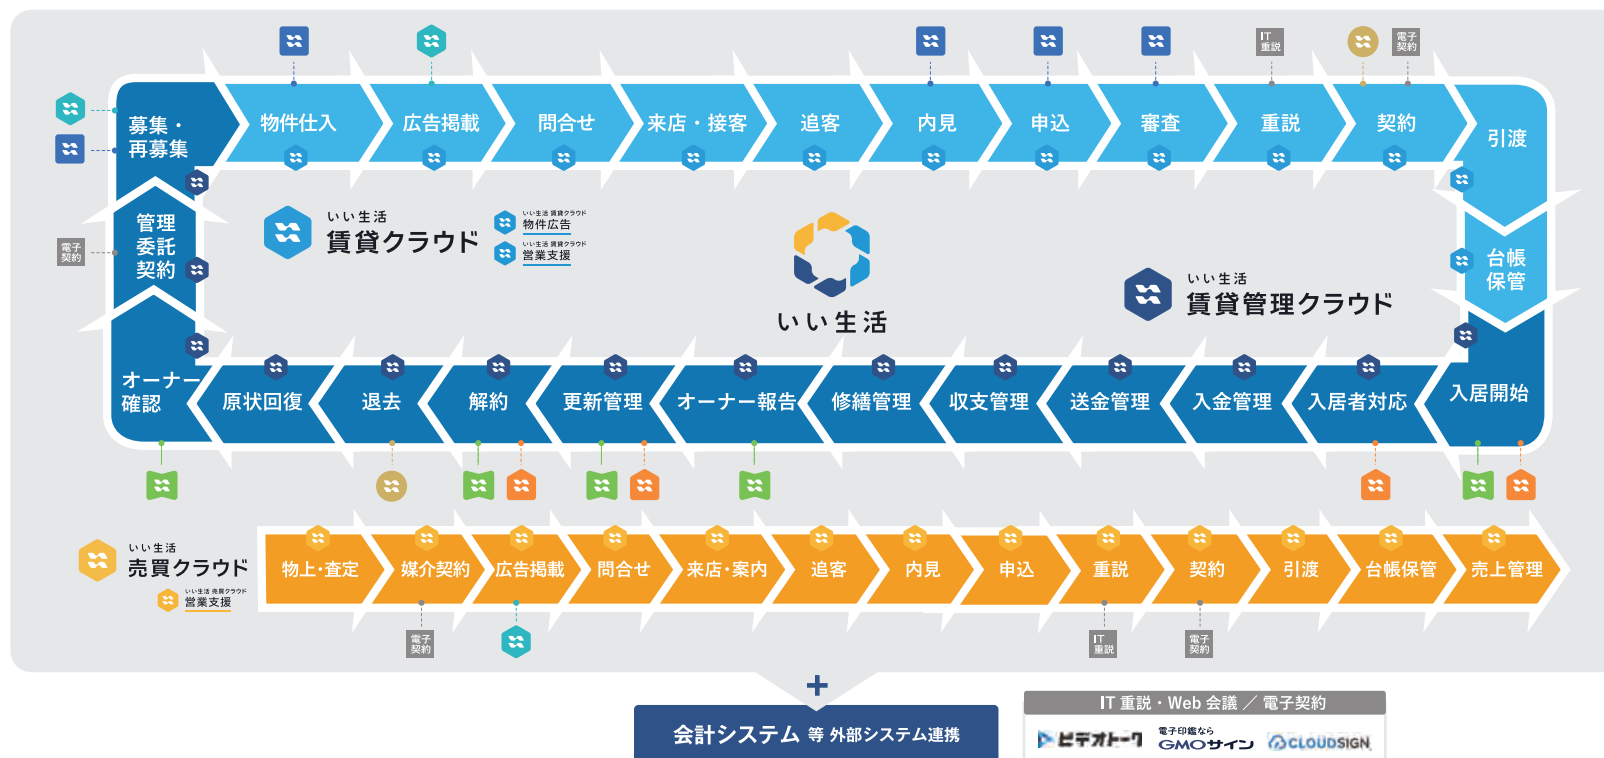 IT
重説
電子
契約
募集・
再募集
物件仕入
広告掲載
問合せ
来店・接客
追客
内見
申込
審査
重説
契約
引渡
管理
委託
契約
電子
契約
いい生活
賃貸クラウド
いい生活 賃貸クラウド
物件広告
いい生活 賃貸クラウド
営業支援
いい生活
いい生活
賃貸管理クラウド
台帳
保管
オーナー
確認
原状回復
退去
解約
更新管理
オーナー報告
修繕管理
収支管理
送金管理
入金管理
入居者対応
入居開始
いい生活
売買クラウド
いい生活 売買クラウド
営業支援
物上・査定
媒介契約
広告掲載
問合せ
来店・案内
追客
内見
申込
重説
契約
引渡
台帳保管
売上管理
電子
契約
IT
重説
電子
契約
+
会計システム 等 外部システム連携
IT 重説・Web 会議 ／ 電子契約
ビデオトーク
電子印鑑なら
GMOサイン
CLOUDSIGN